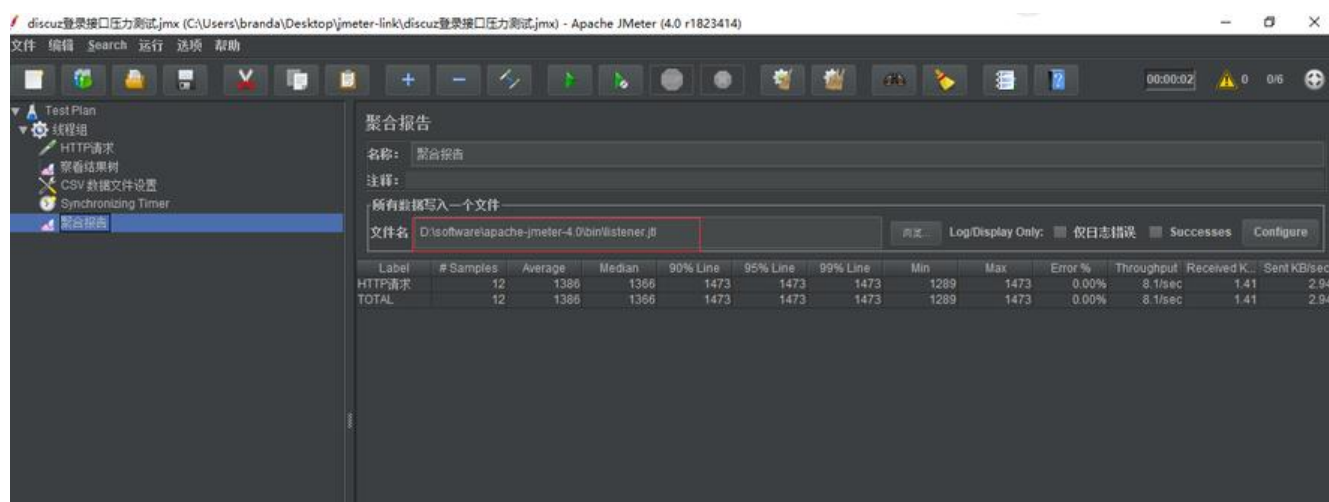 discuz登录接口压力测试.jmx (C:\Users\branda\Desktop\jmeter-link\discuz登录接口压力测试.jmx) - Apache JMeter (4.0 r1823414)
文件 编辑 Search 运行 选项 帮助
00:00:02 0 0/6
Test Plan
线程组
HTTP请求
察看结果树
CSV 数据文件设置
Synchronizing Timer
聚合报告
聚合报告
名称： 聚合报告
注释：
所有数据写入一个文件
文件名 D:\software\apache-jmeter-4.0\bin\listener.jtl 浏览... Log/Display Only: 仅日志错误 Successes Configure
Label # Samples Average Median 90% Line 95% Line 99% Line Min Max Error % Throughput Received K... Sent KB/sec
HTTP请求 12 1386 1366 1473 1473 1473 1289 1473 0.00% 8.1/sec 1.41 2.94
TOTAL 12 1386 1366 1473 1473 1473 1289 1473 0.00% 8.1/sec 1.41 2.94